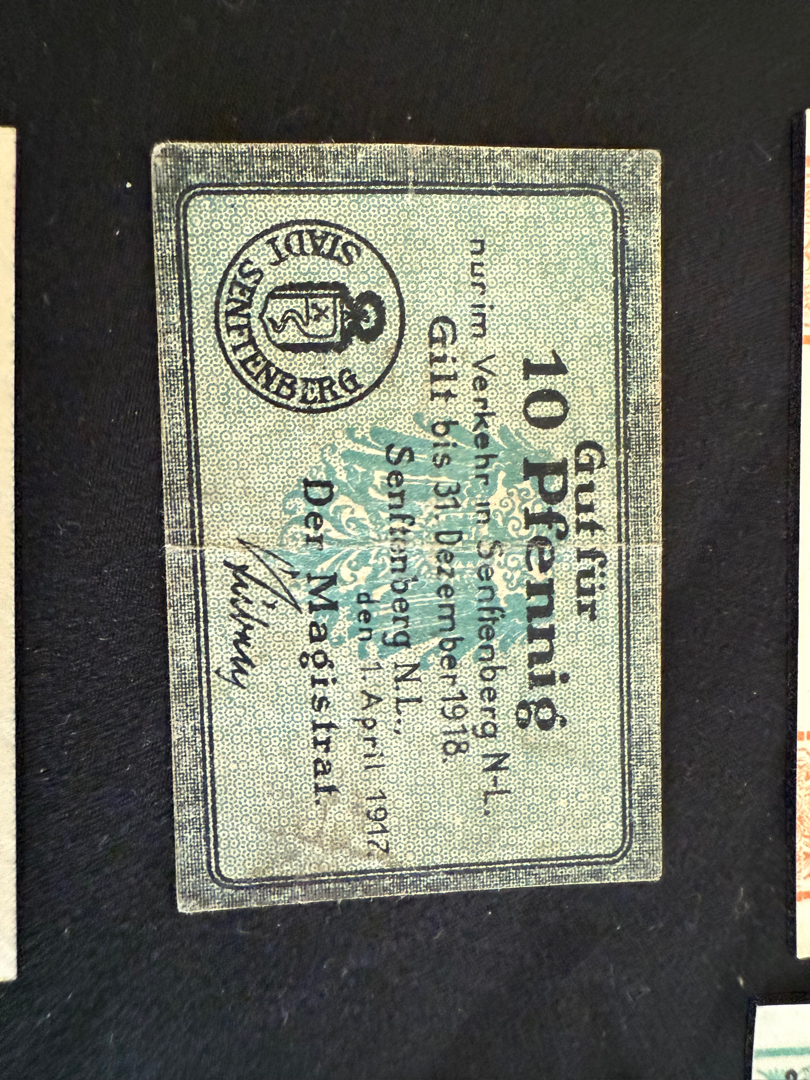 Gut für
10 Pfennig
nur im Verkehr in Senftenberg N-L.
Gilt bis 31. Dezember 1918.
Senftenberg N.L.,
den 1. April 1917.
Der Magistrat.
STADT SENFTENBERG